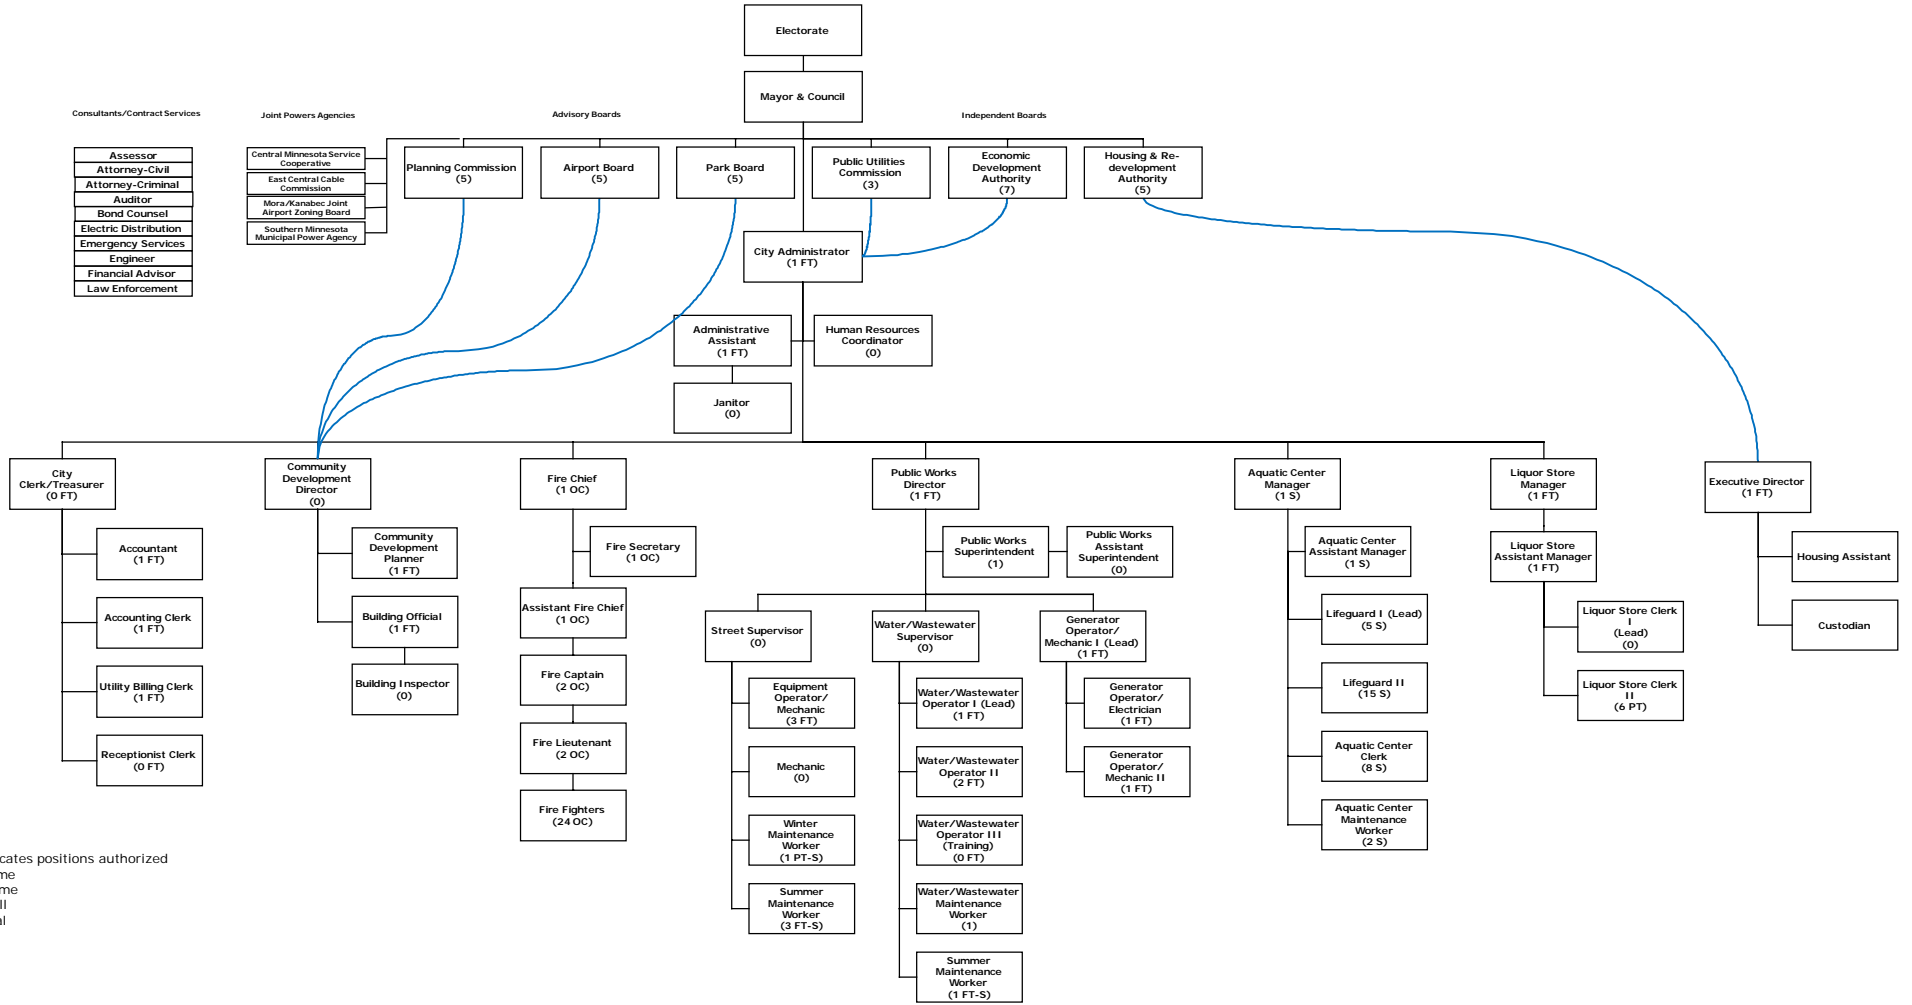 Electorate
Mayor & Council
Consultants/Contract Services
Joint Powers Agencies
Advisory Boards
Independent Boards
Assessor
Attorney-Civil
Attorney-Criminal
Auditor
Bond Counsel
Electric Distribution
Emergency Services
Engineer
Financial Advisor
Law Enforcement
Central Minnesota Service
Cooperative
East Central Cable
Commission
Mora/Kanabec Joint
Airport Zoning Board
Southern Minnesota
Municipal Power Agency
Planning Commission
(5)
Airport Board
(5)
Park Board
(5)
Public Utilities
Commission
(3)
Economic
Development
Authority
(7)
Housing & Re-
development
Authority
(5)
City Administrator
(1 FT)
Administrative
Assistant
(1 FT)
Human Resources
Coordinator
(0)
Janitor
(0)
City
Clerk/Treasurer
(0 FT)
Accountant
(1 FT)
Accounting Clerk
(1 FT)
Utility Billing Clerk
(1 FT)
Receptionist Clerk
(0 FT)
Community
Development
Director
(0)
Community
Development
Planner
(1 FT)
Building Official
(1 FT)
Building Inspector
(0)
Fire Chief
(1 OC)
Fire Secretary
(1 OC)
Assistant Fire Chief
(1 OC)
Fire Captain
(2 OC)
Fire Lieutenant
(2 OC)
Fire Fighters
(24 OC)
Public Works
Director
(1 FT)
Public Works
Superintendent
(1)
Public Works
Assistant
Superintendent
(0)
Street Supervisor
(0)
Equipment
Operator/
Mechanic
(3 FT)
Mechanic
(0)
Winter
Maintenance
Worker
(1 PT-S)
Summer
Maintenance
Worker
(3 FT-S)
Water/Wastewater
Supervisor
(0)
Water/Wastewater
Operator I (Lead)
(1 FT)
Water/Wastewater
Operator II
(2 FT)
Water/Wastewater
Operator III
(Training)
(0 FT)
Water/Wastewater
Maintenance
Worker
(1)
Summer
Maintenance
Worker
(1 FT-S)
Generator
Operator/
Mechanic I (Lead)
(1 FT)
Generator
Operator/
Electrician
(1 FT)
Generator
Operator/
Mechanic II
(1 FT)
Aquatic Center
Manager
(1 S)
Aquatic Center
Assistant Manager
(1 S)
Lifeguard I (Lead)
(5 S)
Lifeguard II
(15 S)
Aquatic Center
Clerk
(8 S)
Aquatic Center
Maintenance
Worker
(2 S)
Liquor Store
Manager
(1 FT)
Liquor Store
Assistant Manager
(1 FT)
Liquor Store Clerk
I
(Lead)
(0)
Liquor Store Clerk
II
(6 PT)
Executive Director
(1 FT)
Housing Assistant
Custodian
cates positions authorized
me
me
ll
al